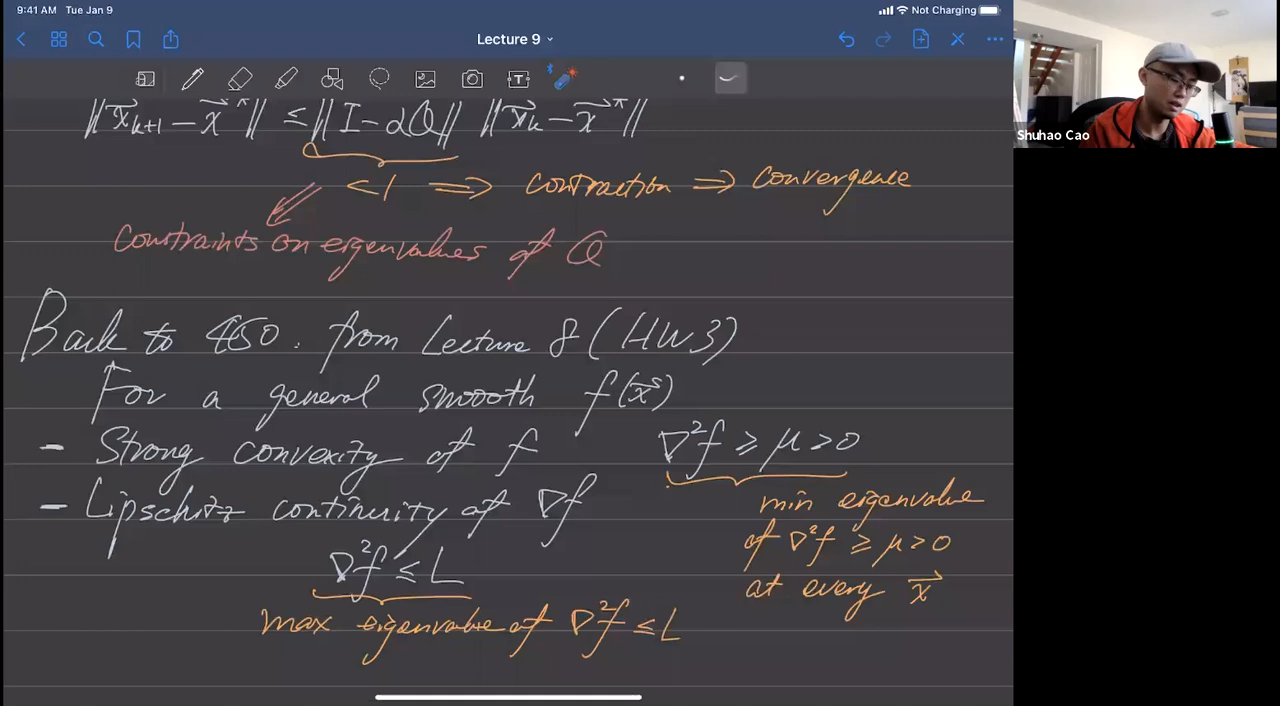 9:41 AM Tue Jan 9
Not Charging
Lecture 9
Shuhao Cao
‖x⃗ₖ₊₁ − x⃗*‖ ≤ ‖I − αQ‖ ‖x⃗ₖ − x⃗*‖
< 1 ⟹ contraction ⟹ convergence
constraints on eigenvalues of Q
Back to 450. from Lecture 8 (HW3)
For a general smooth f(x⃗)
- Strong convexity of f ∇²f ≥ μ > 0
min eigenvalue
of ∇²f ≥ μ > 0
at every x⃗
- Lipschitz continuity of ∇f
∇²f ≤ L
max eigenvalue of ∇²f ≤ L